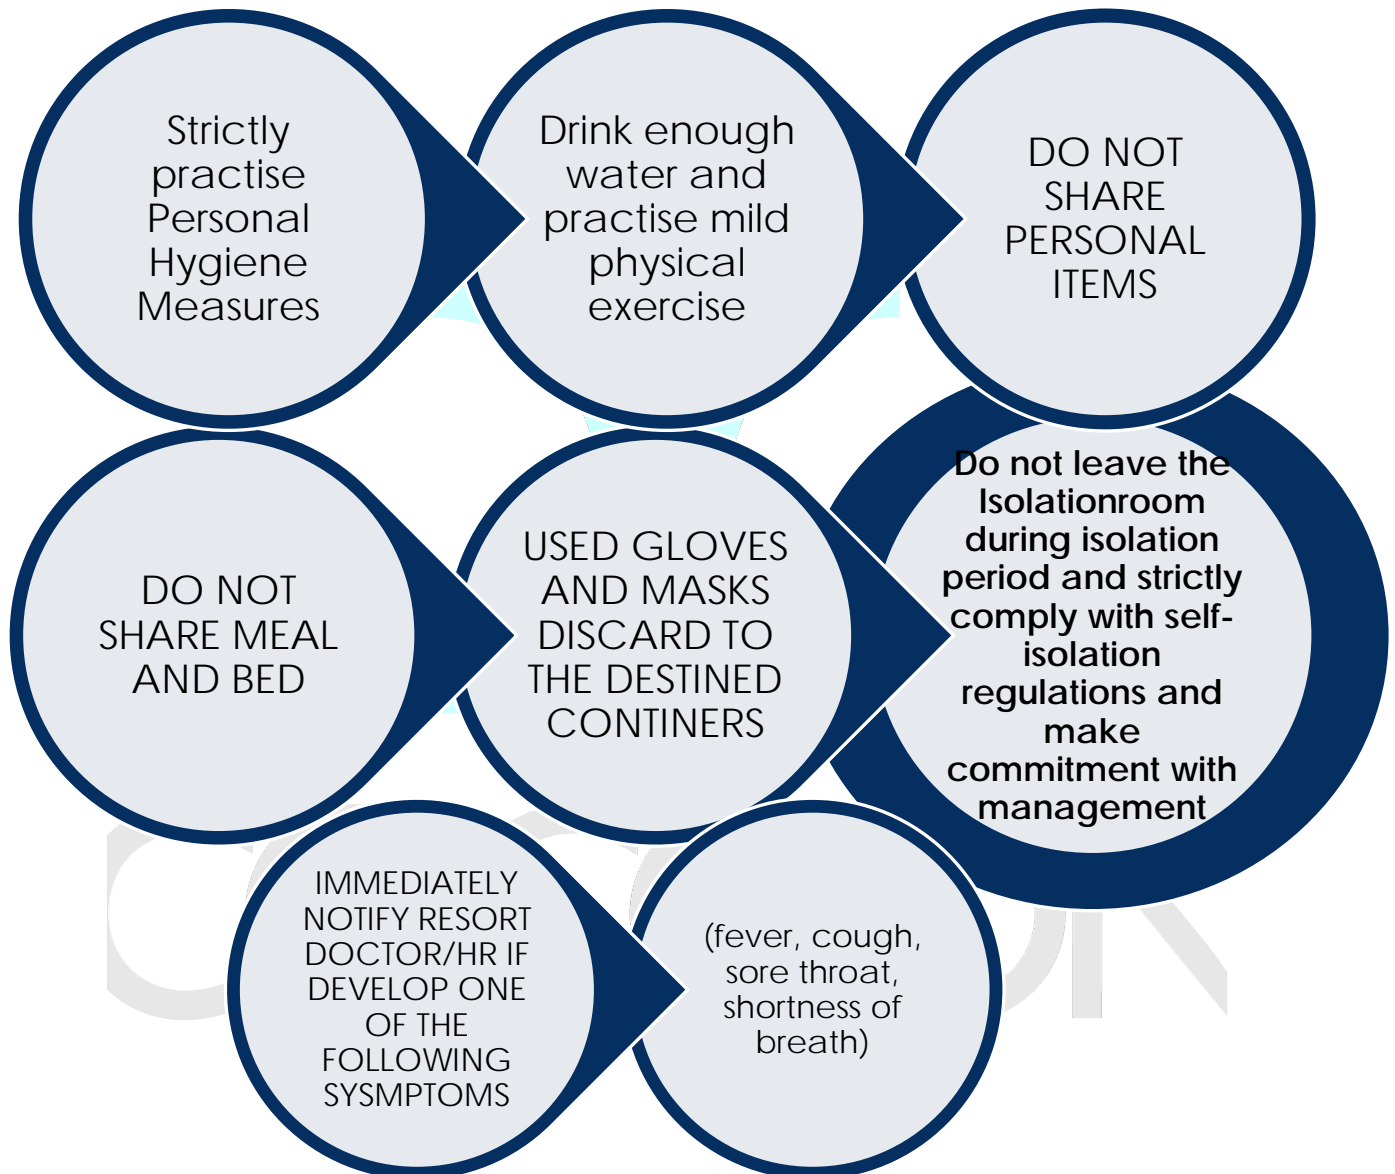 Strictly
practise
Personal
Hygiene
Measures
Drink enough
water and
practise mild
physical
exercise
DO NOT
SHARE
PERSONAL
ITEMS
DO NOT
SHARE MEAL
AND BED
USED GLOVES
AND MASKS
DISCARD TO
THE DESTINED
CONTINERS
Do not leave the
Isolationroom
during isolation
period and strictly
comply with self-
isolation
regulations and
make
commitment with
management
IMMEDIATELY
NOTIFY RESORT
DOCTOR/HR IF
DEVELOP ONE
OF THE
FOLLOWING
SYSMPTOMS
(fever, cough,
sore throat,
shortness of
breath)